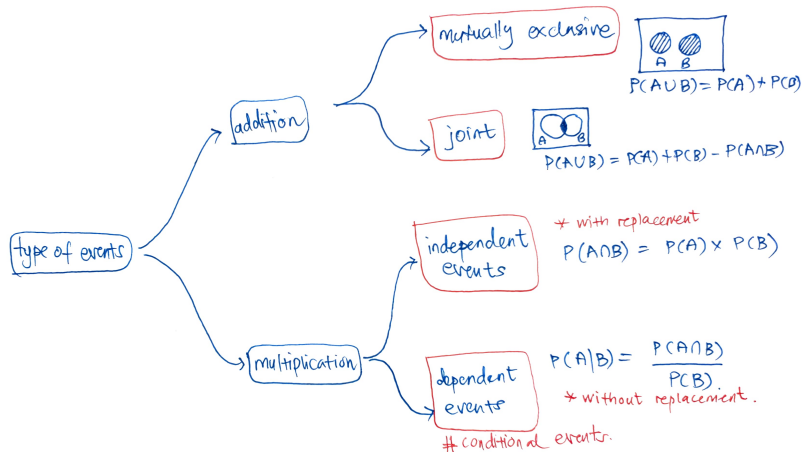 mutually exclusive
A B
P(A∪B) = P(A) + P(B)
addition
joint
A B
P(A∪B) = P(A) + P(B) - P(A∩B)
type of events
* with replacement
independent
events
P(A∩B) = P(A) × P(B)
multiplication
dependent
events
P(A|B) = P(A∩B)
P(B).
* without replacement.
# conditional events.